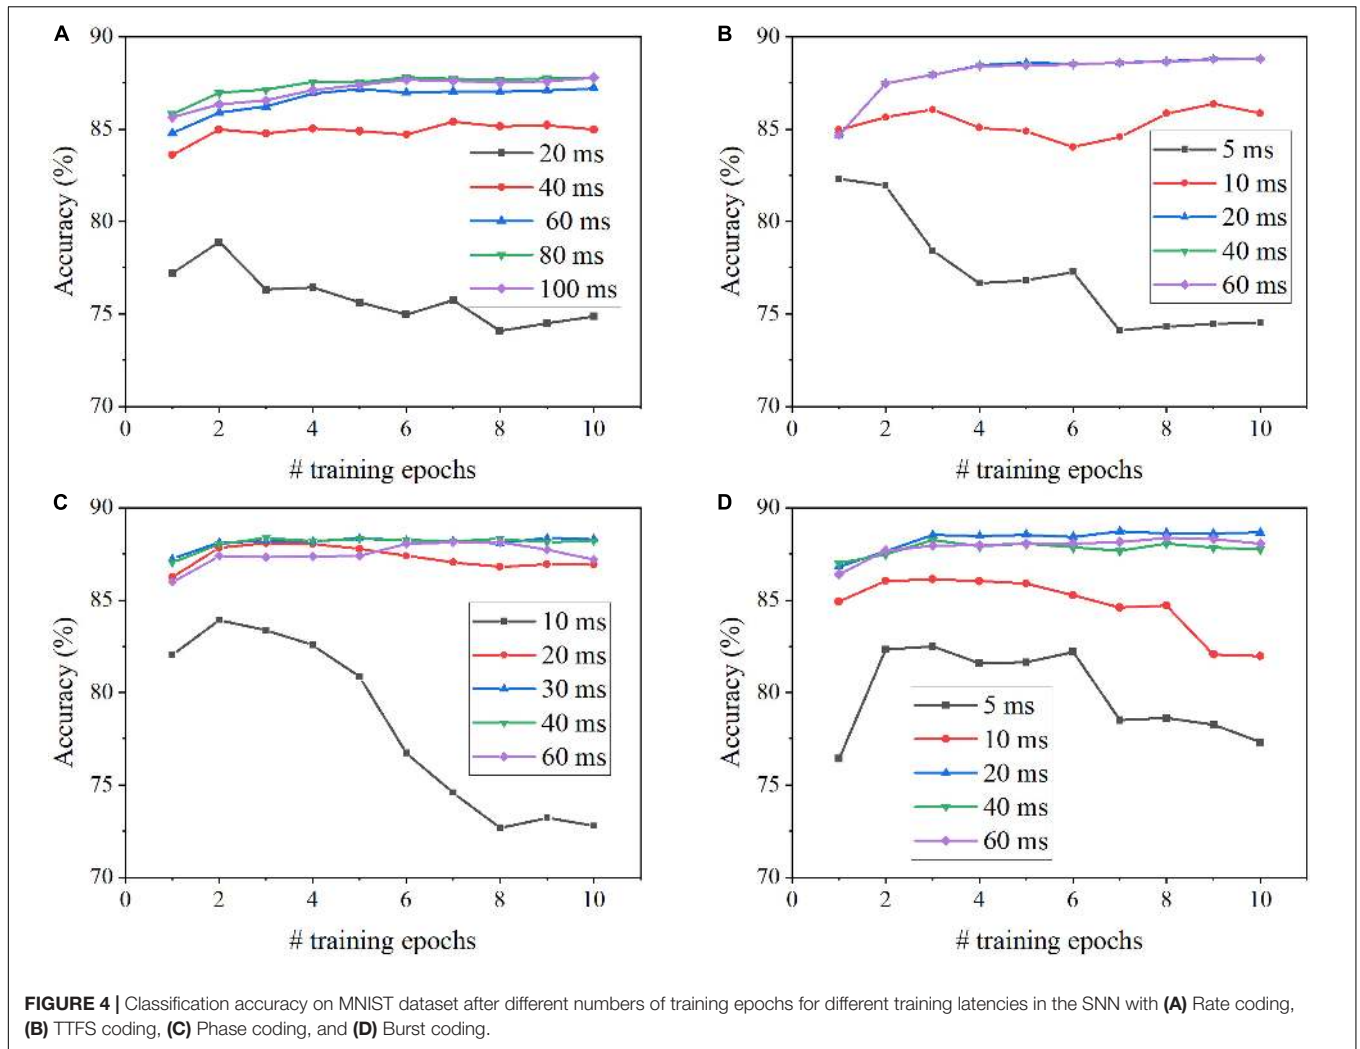 A
90
85
80
75
70
Accuracy (%)
20 ms
40 ms
60 ms
80 ms
100 ms
0 2 4 6 8 10
# training epochs
B
90
85
80
75
70
Accuracy (%)
5 ms
10 ms
20 ms
40 ms
60 ms
0 2 4 6 8 10
# training epochs
C
90
85
80
75
70
Accuracy (%)
10 ms
20 ms
30 ms
40 ms
60 ms
0 2 4 6 8 10
# training epochs
D
90
85
80
75
70
Accuracy (%)
5 ms
10 ms
20 ms
40 ms
60 ms
0 2 4 6 8 10
# training epochs
FIGURE 4 | Classification accuracy on MNIST dataset after different numbers of training epochs for different training latencies in the SNN with (A) Rate coding,
(B) TTFS coding, (C) Phase coding, and (D) Burst coding.